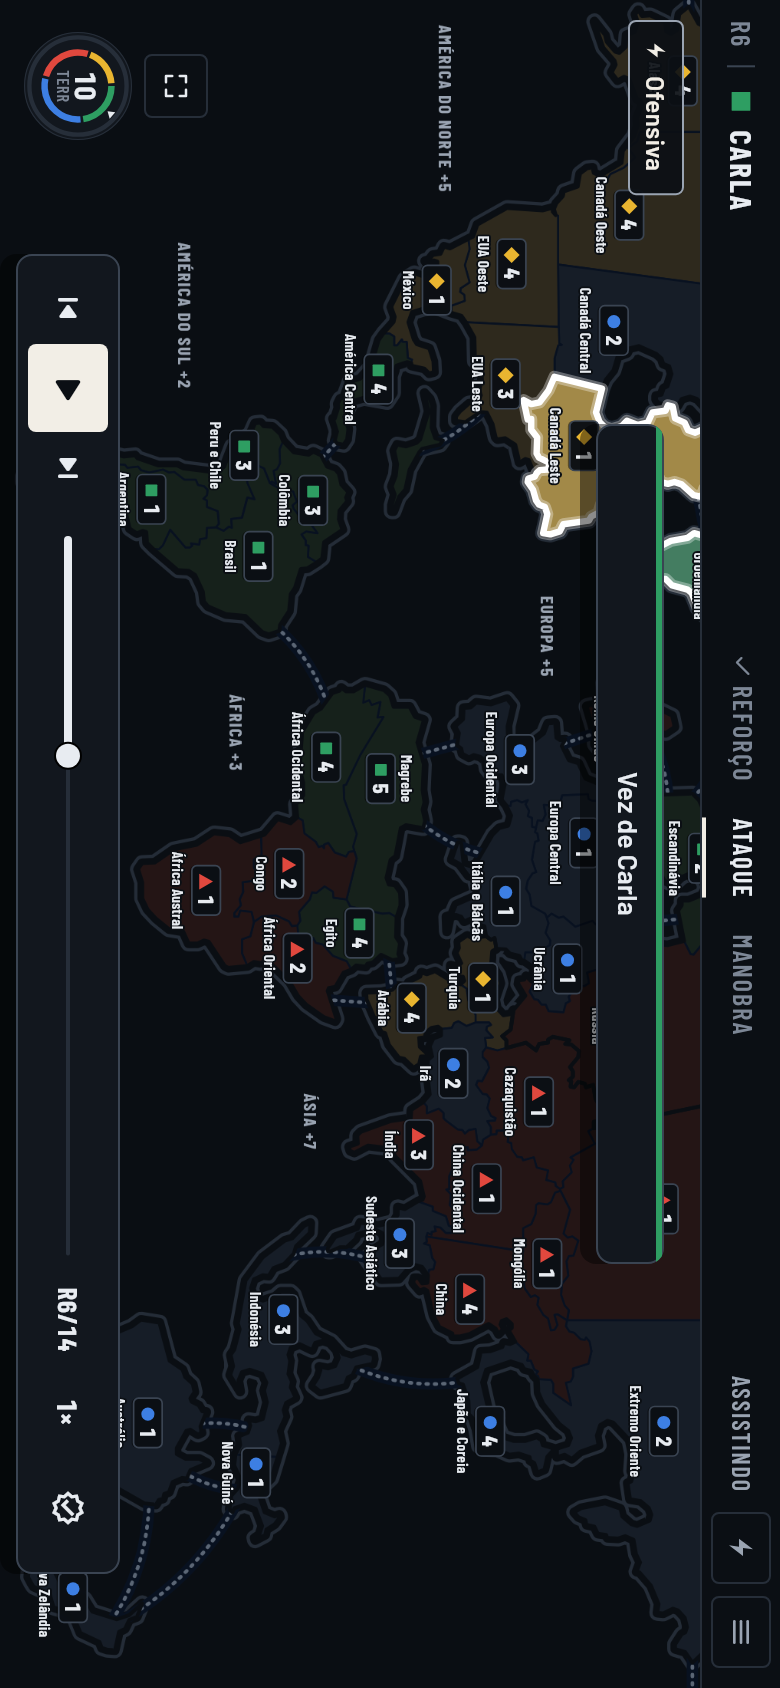 R6
CARLA
REFORÇO
ATAQUE
MANOBRA
ASSISTINDO
Ofensiva
Vez de Carla
4
Canadá Oeste
2
Canadá Central
4
EUA Oeste
3
EUA Leste
1
México
1
Canadá Leste
4
América Central
AMÉRICA DO NORTE +5
AMÉRICA DO SUL +2
3
Colômbia
3
Peru e Chile
1
Brasil
1
Argentina
EUROPA +5
2
Escandinávia
3
Europa Ocidental
1
Europa Central
1
Itália e Bálcãs
1
Ucrânia
Rússia
ÁFRICA +3
5
Magrebe
4
África Ocidental
4
Egito
2
Congo
2
África Oriental
1
África Austral
ÁSIA +7
1
Turquia
4
Arábia
2
Irã
1
Cazaquistão
3
Índia
1
China Ocidental
1
Mongólia
4
China
3
Sudeste Asiático
1
2
Extremo Oriente
4
Japão e Coreia
3
Indonésia
1
Nova Guiné
1
1
10
TERR
R6/14
1×